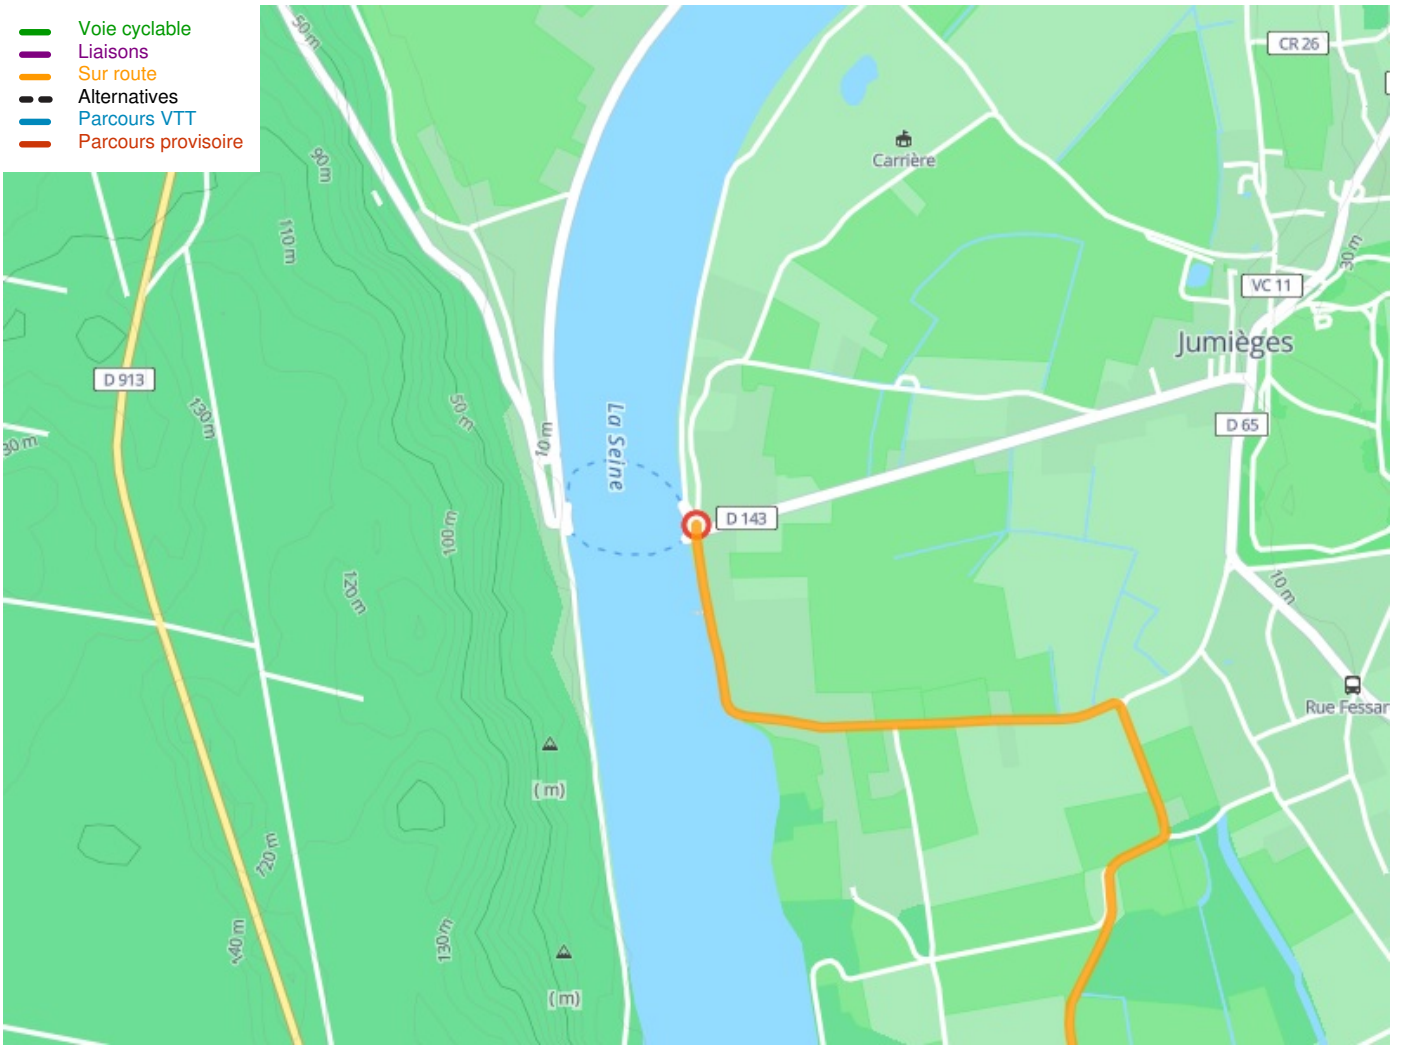 Voie cyclable
Liaisons
Sur route
Alternatives
Parcours VTT
Parcours provisoire
50 m
CR 26
90 m
Carrière
110 m
30 m
VC 11
Jumièges
D 913
130 m
50 m
La Seine
D 65
30 m
10 m
D 143
100 m
120 m
10 m
Rue Fessar
( m)
120 m
140 m
130 m
( m)